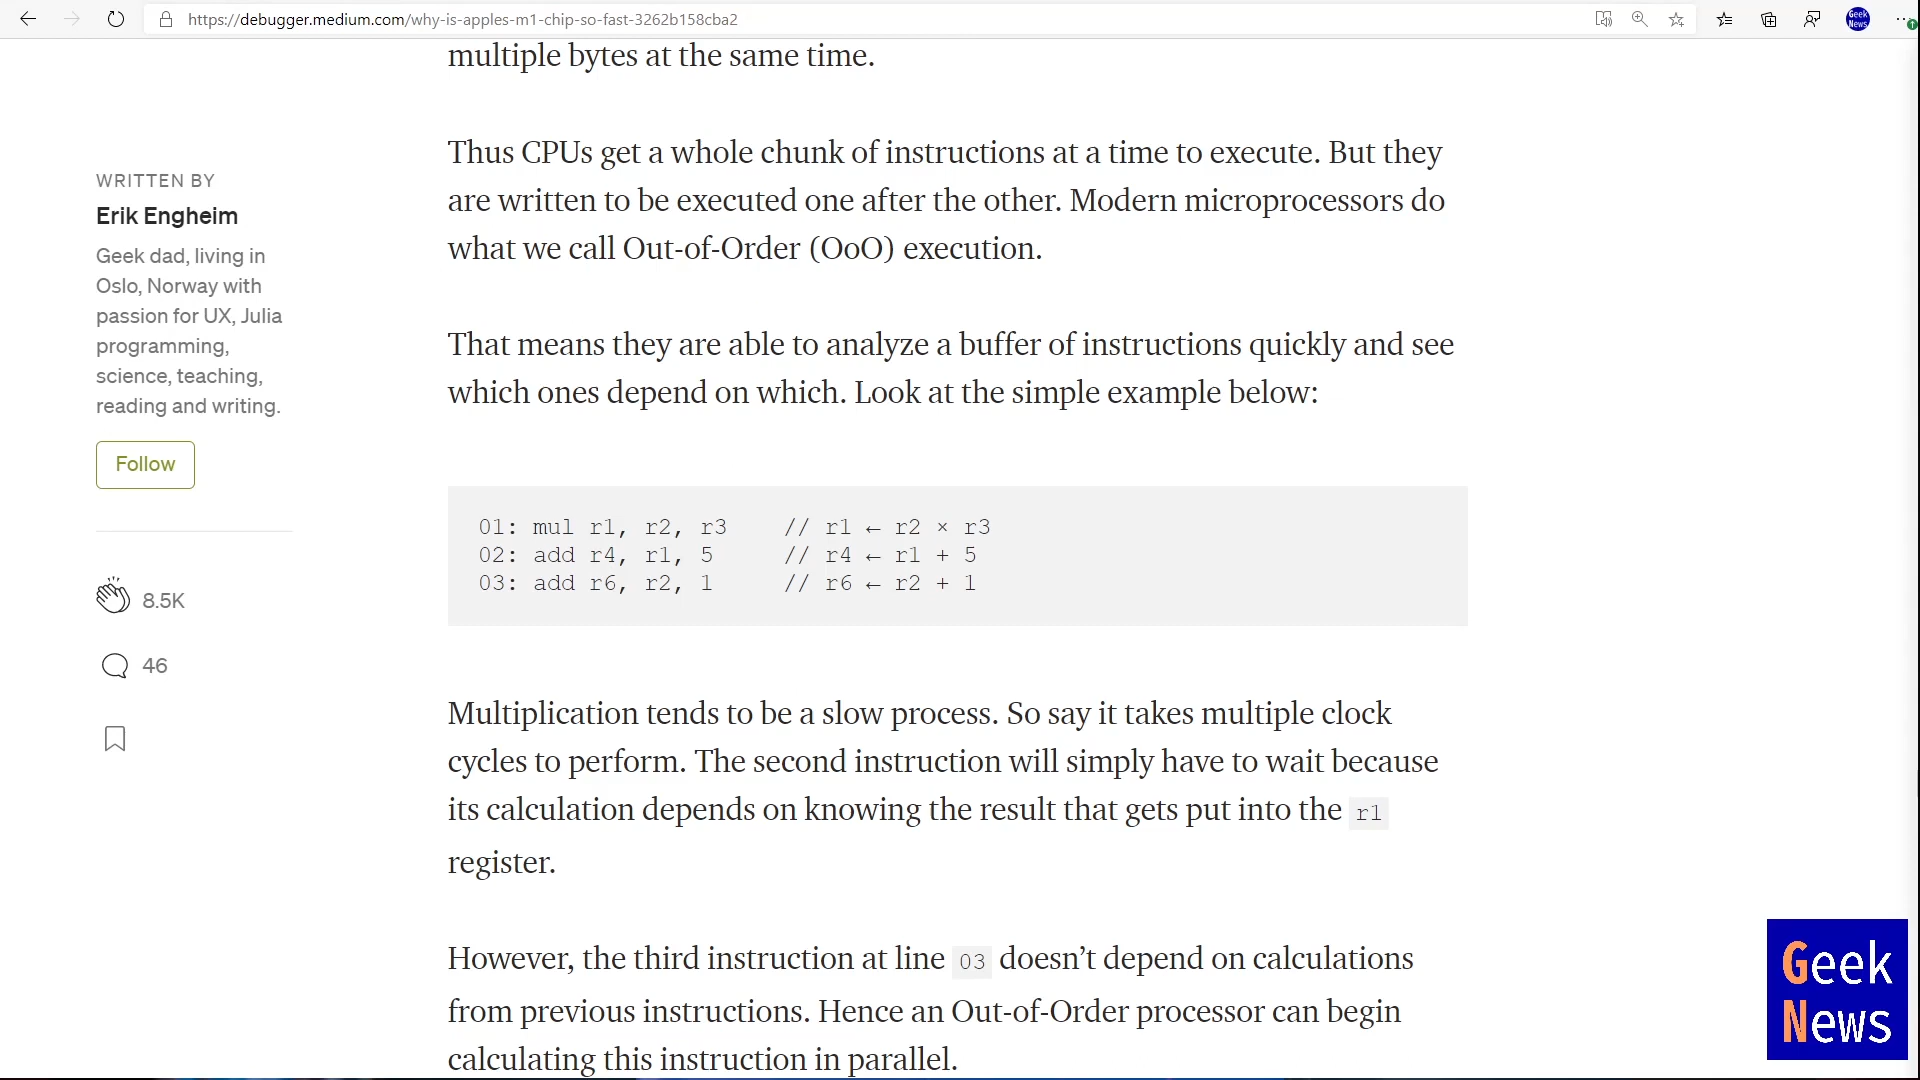 https://debugger.medium.com/why-is-apples-m1-chip-so-fast-3262b158cba2
Geek
News
multiple bytes at the same time.
Thus CPUs get a whole chunk of instructions at a time to execute. But they
are written to be executed one after the other. Modern microprocessors do
what we call Out-of-Order (OoO) execution.
WRITTEN BY
Erik Engheim
Geek dad, living in
Oslo, Norway with
passion for UX, Julia
programming,
science, teaching,
reading and writing.
Follow
8.5K
46
That means they are able to analyze a buffer of instructions quickly and see
which ones depend on which. Look at the simple example below:
01: mul r1, r2, r3    // r1 ← r2 × r3
02: add r4, r1, 5     // r4 ← r1 + 5
03: add r6, r2, 1     // r6 ← r2 + 1
Multiplication tends to be a slow process. So say it takes multiple clock
cycles to perform. The second instruction will simply have to wait because
its calculation depends on knowing the result that gets put into the r1
register.
However, the third instruction at line 03 doesn’t depend on calculations
from previous instructions. Hence an Out-of-Order processor can begin
calculating this instruction in parallel.
Geek
News